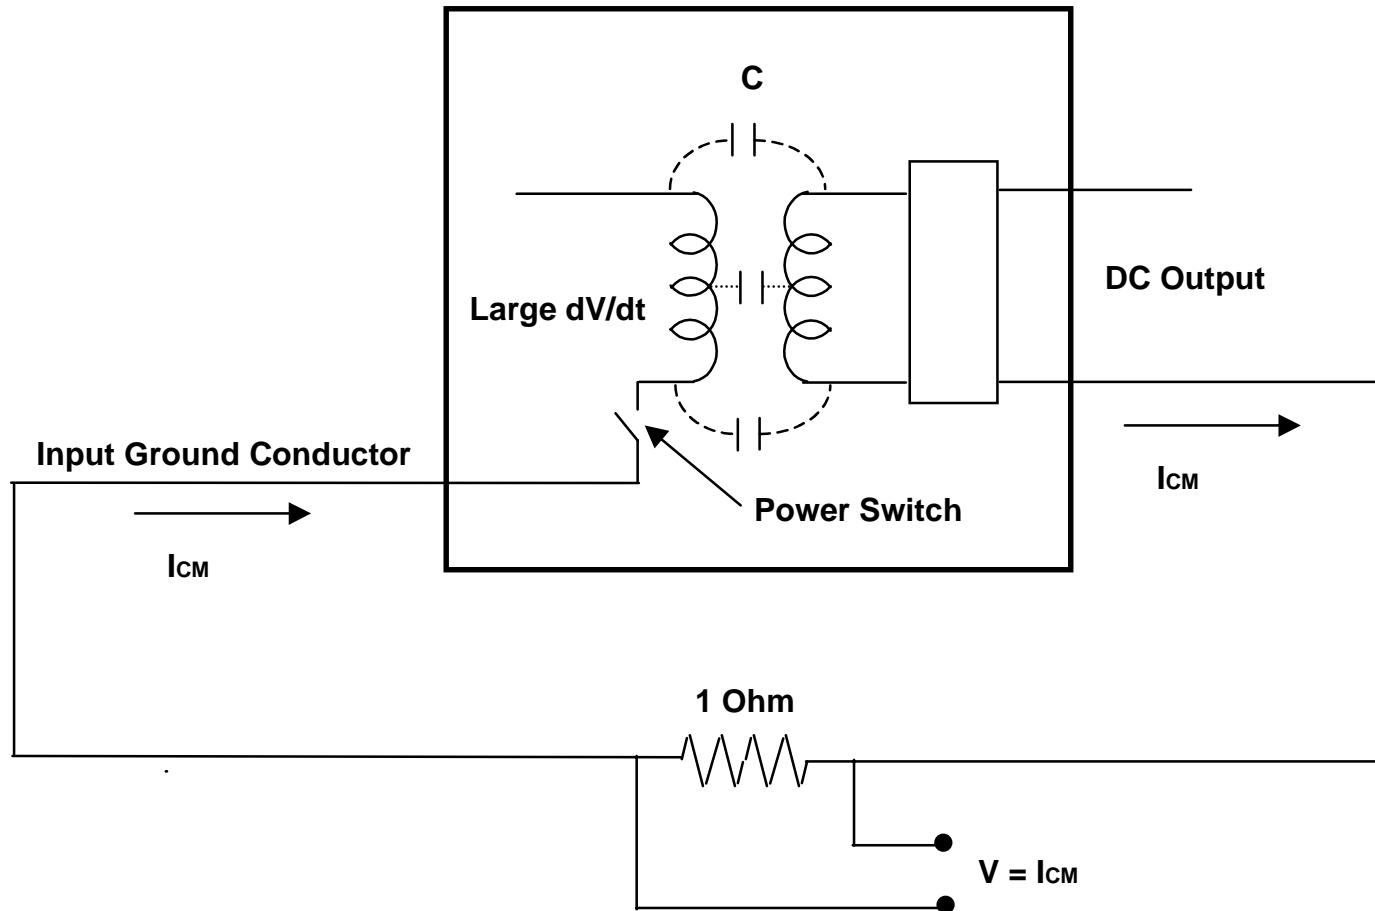 C
Large dV/dt
DC Output
Input Ground Conductor
Power Switch
ICM
ICM
1 Ohm
V = ICM